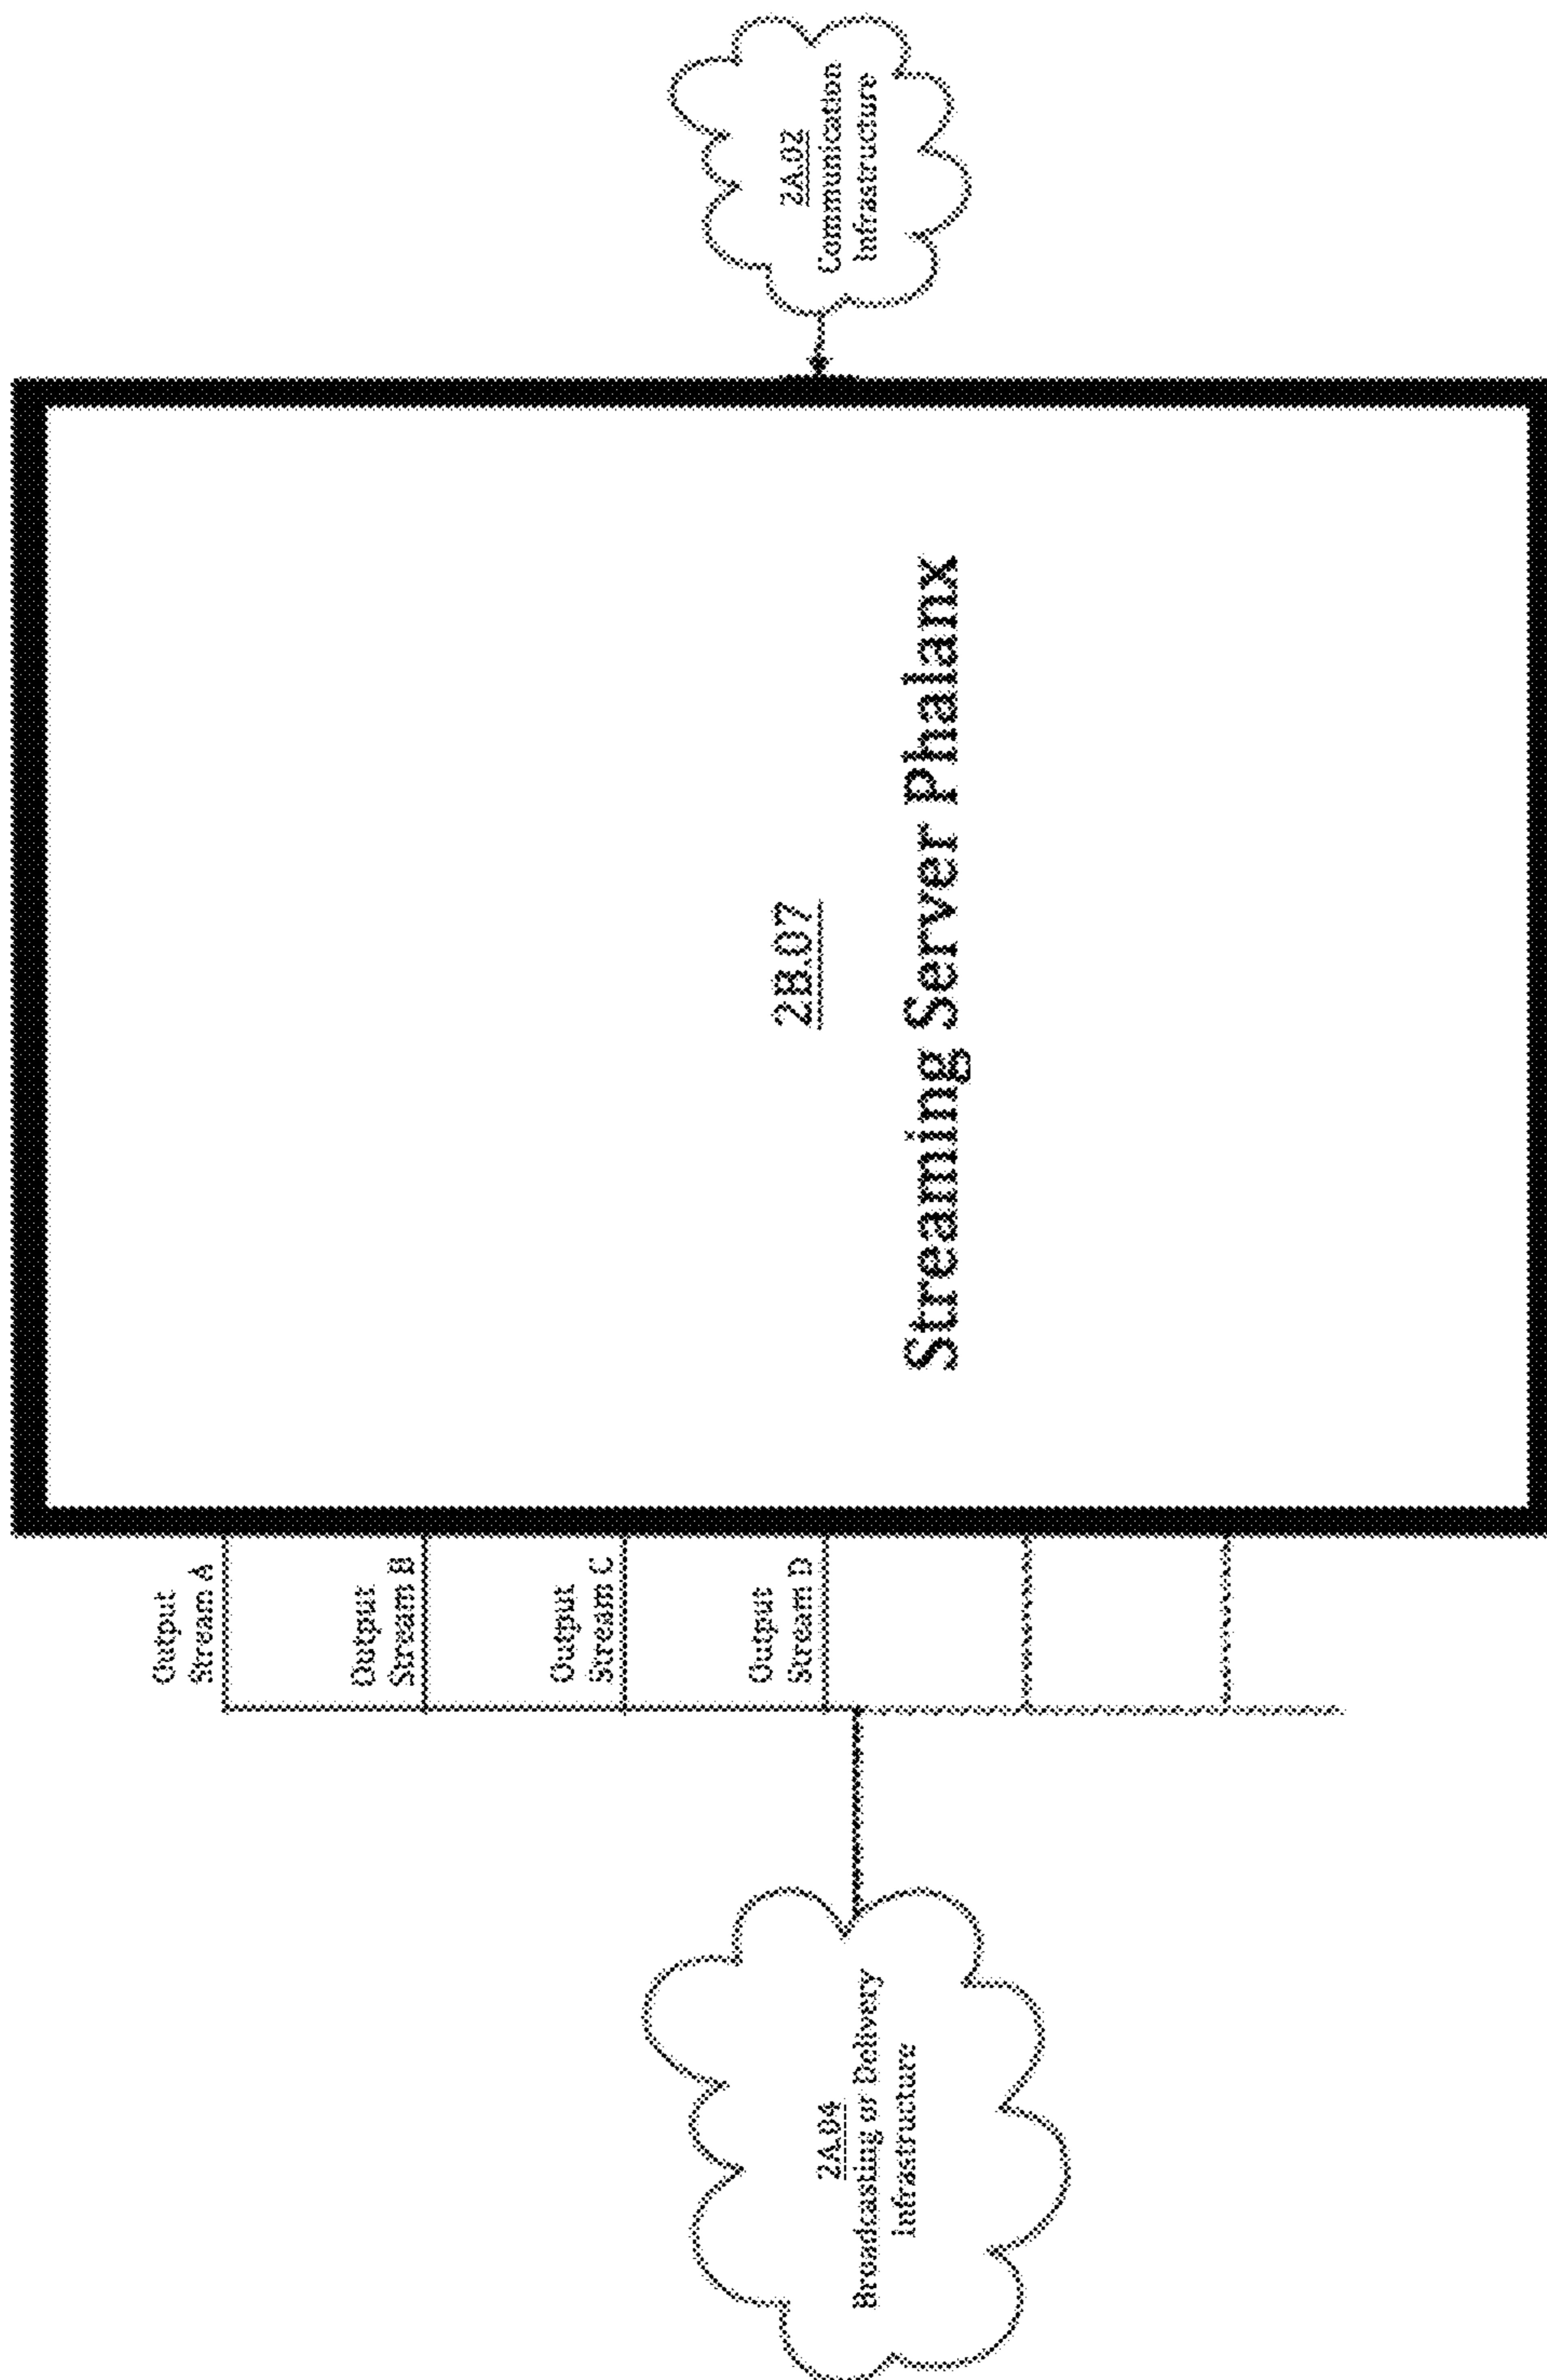 2A.04
Broadcasting or Delivery
Infrastructure
Output
Stream A
Output
Stream B
Output
Stream C
Output
Stream D
2B.07
Streaming Server Phalanx
2A.02
Communication
Infrastructure